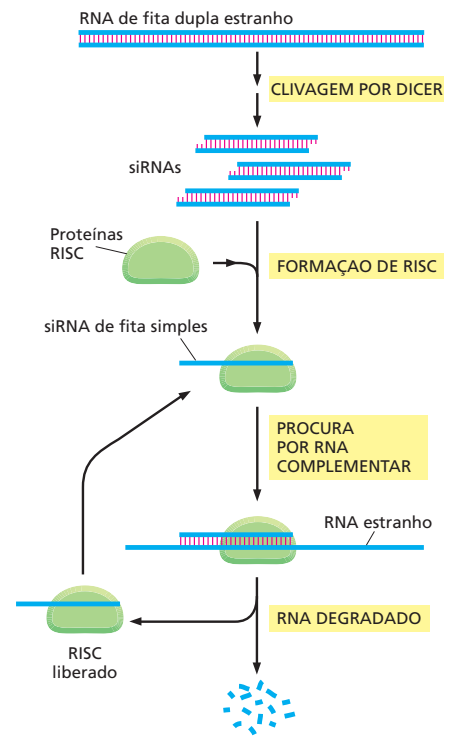 RNA de fita dupla estranho
CLIVAGEM POR DICER
siRNAs
Proteínas
RISC
FORMAÇAO DE RISC
siRNA de fita simples
PROCURA
POR RNA
COMPLEMENTAR
RNA estranho
RNA DEGRADADO
RISC
liberado